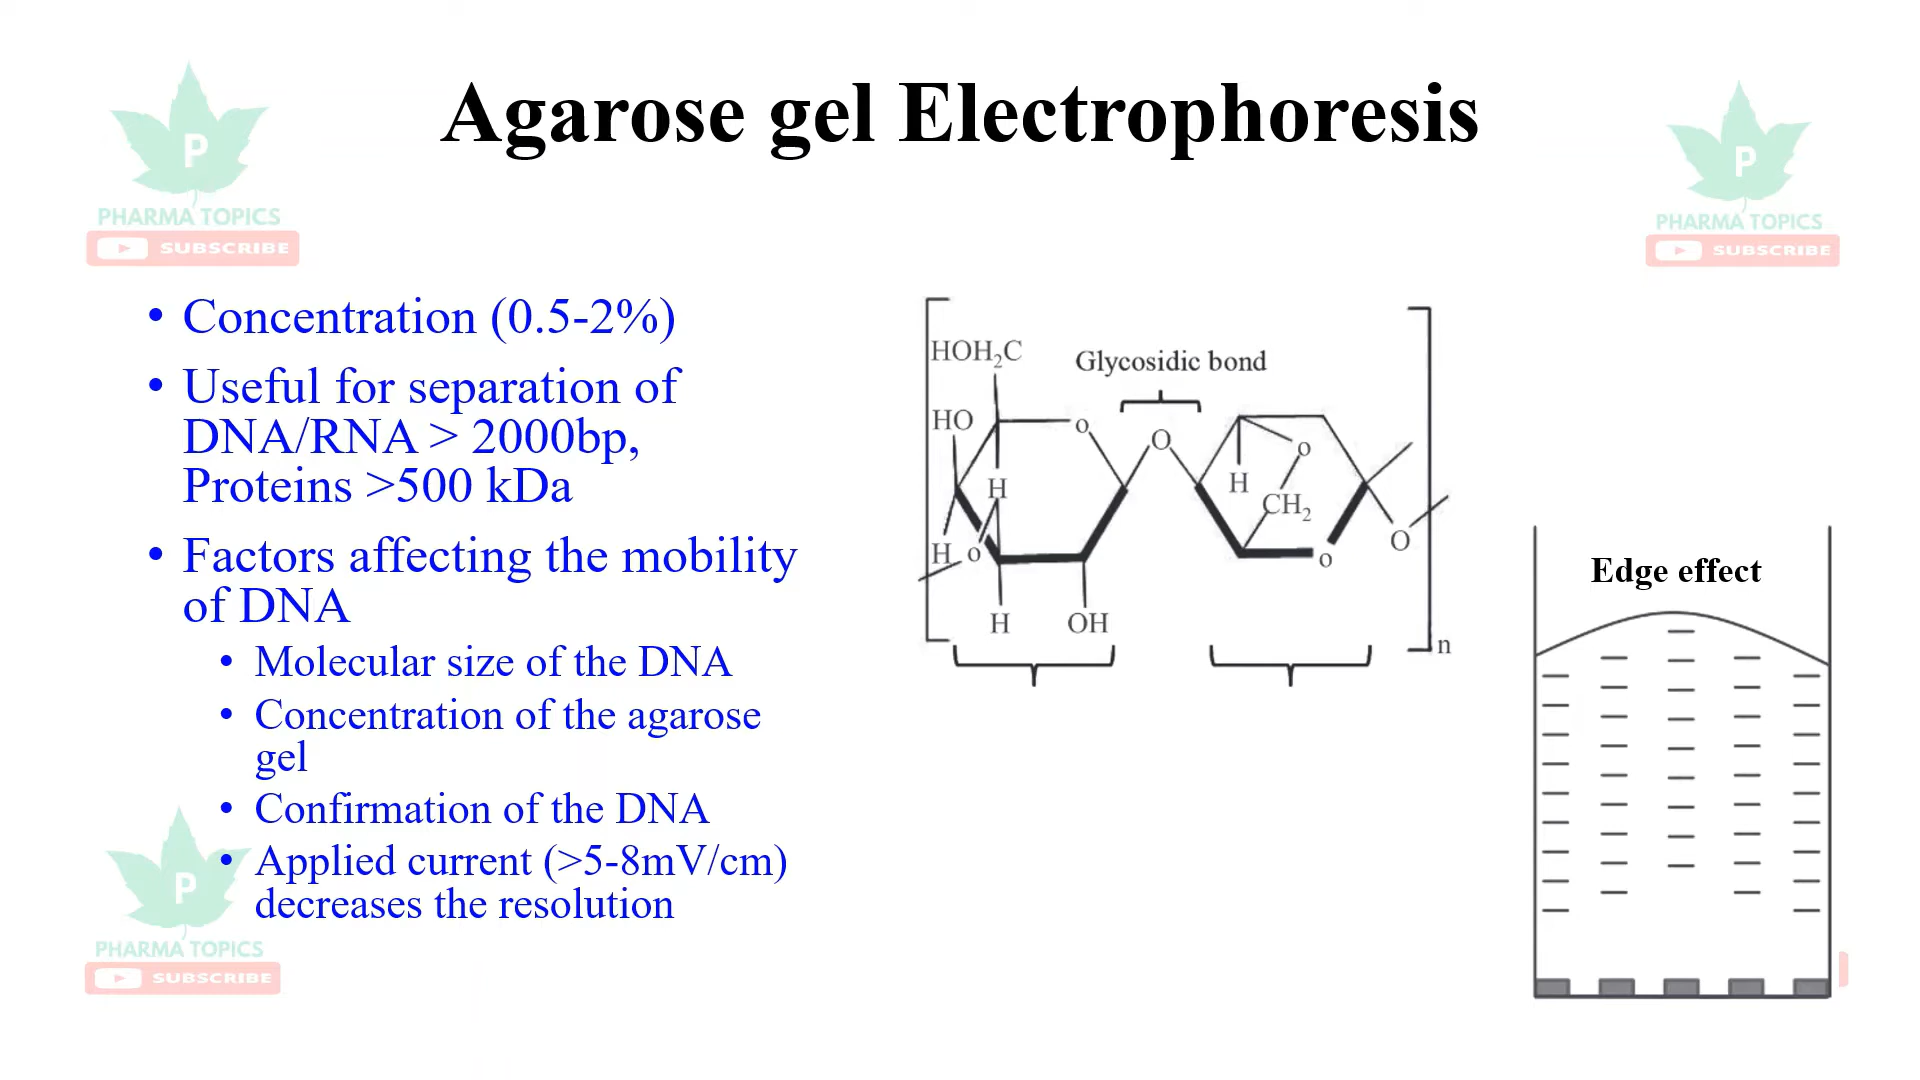 Agarose gel Electrophoresis
P
PHARMA TOPICS
SUBSCRIBE
P
PHARMA TOPICS
SUBSCRIBE
• Concentration (0.5-2%)
• Useful for separation of
DNA/RNA > 2000bp,
Proteins >500 kDa
• Factors affecting the mobility
of DNA
• Molecular size of the DNA
• Concentration of the agarose
gel
• Confirmation of the DNA
• Applied current (>5-8mV/cm)
decreases the resolution
P
PHARMA TOPICS
SUBSCRIBE
HOH₂C
Glycosidic bond
HO
o
O
o
H
H
CH₂
H
o
O
o
H
OH
n
Edge effect